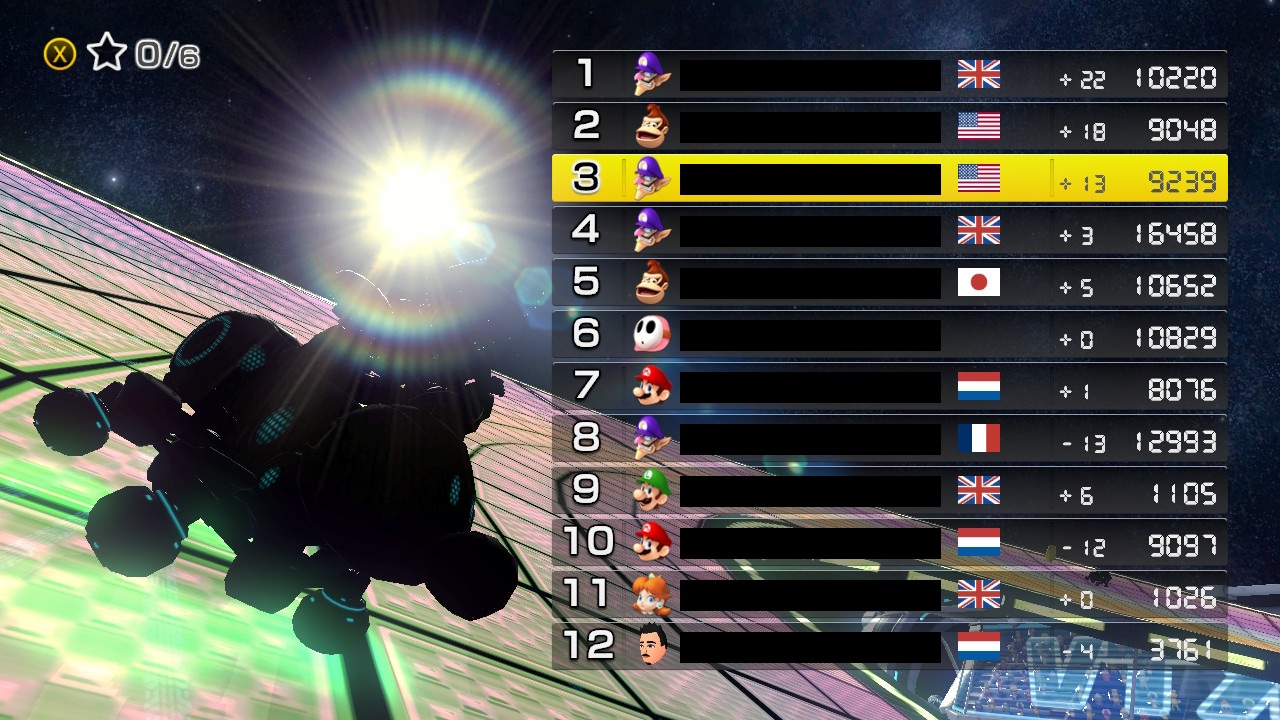 X ☆ 0/6
1 + 22 10220
2 + 18 9048
3 + 13 9239
4 + 3 16458
5 + 5 10652
6 + 0 10829
7 + 1 8076
8 - 13 12993
9 + 6 1105
10 - 12 9097
11 + 0 1026
12 - 4 3761